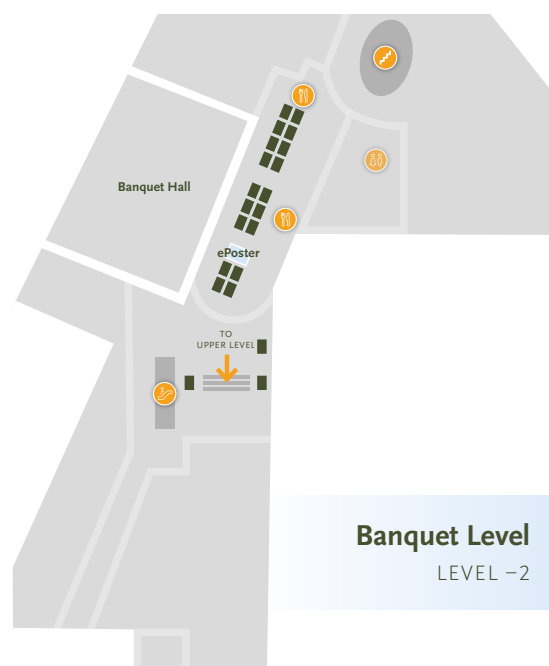 Banquet Hall
ePoster
TO
UPPER LEVEL
Banquet Level
LEVEL –2